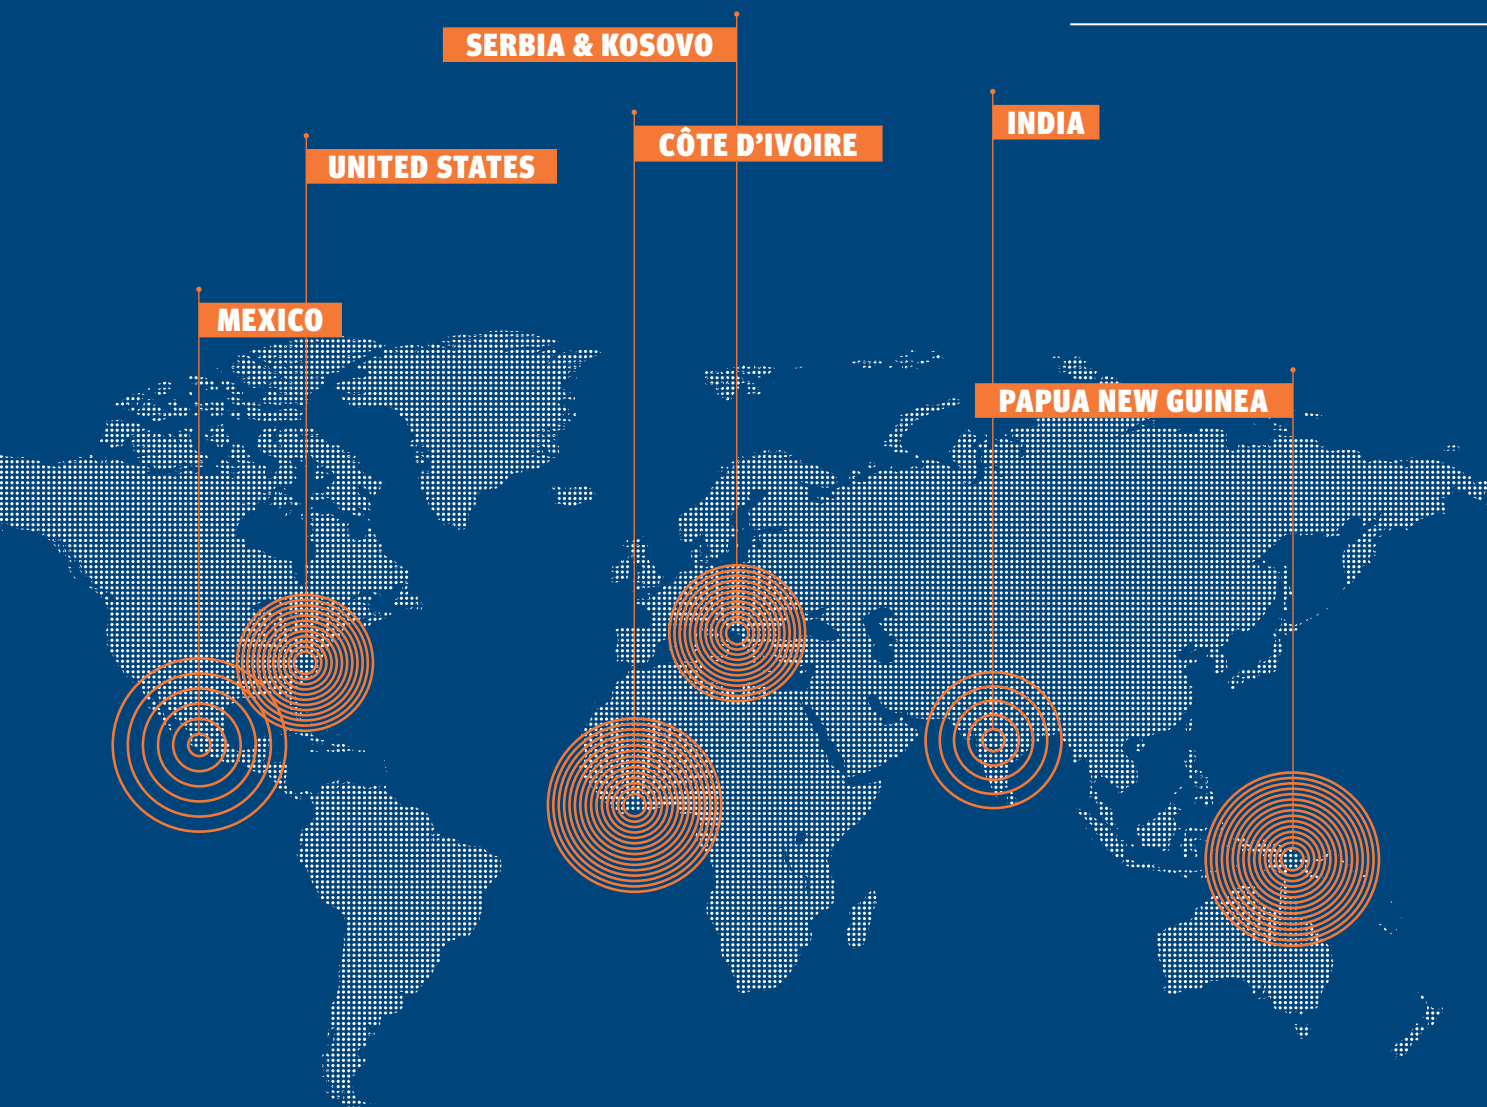 SERBIA & KOSOVO
INDIA
CÔTE D’IVOIRE
UNITED STATES
MEXICO
PAPUA NEW GUINEA